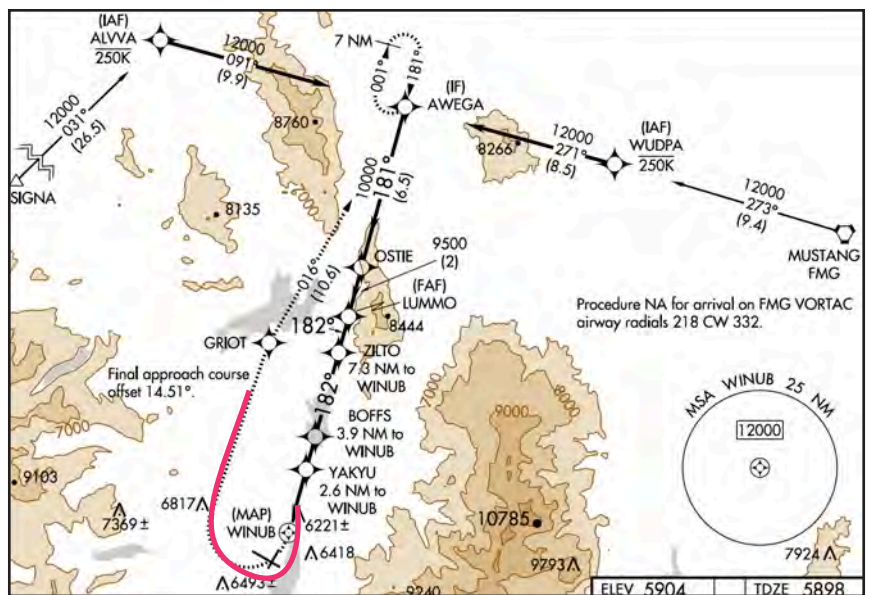 (IAF)
ALVVA
250K
12000
091°
(9.9)
12000
031°
(26.5)
SIGNA
7 NM
001°
181°
(IF)
AWEGA
8760
8266
12000
271°
(8.5)
(IAF)
WUDPA
250K
12000
273°
(9.4)
MUSTANG
FMG
8135
10000
181°
(6.5)
016°
(10.6)
OSTIE
9500
(2)
(FAF)
LUMMO
182°
8444
GRIOT
ZILTO
7.3 NM to
WINUB
Procedure NA for arrival on FMG VORTAC
airway radials 218 CW 332.
Final approach course
offset 14.51°.
182°
BOFFS
3.9 NM to
WINUB
YAKYU
2.6 NM to
WINUB
(MAP)
WINUB
7000
9103
7369±
6817
6221±
6418
6493±
7000
9000
8000
10785
9793
9240
7924
MSA WINUB 25 NM
12000
ELEV 5904
TDZE 5898